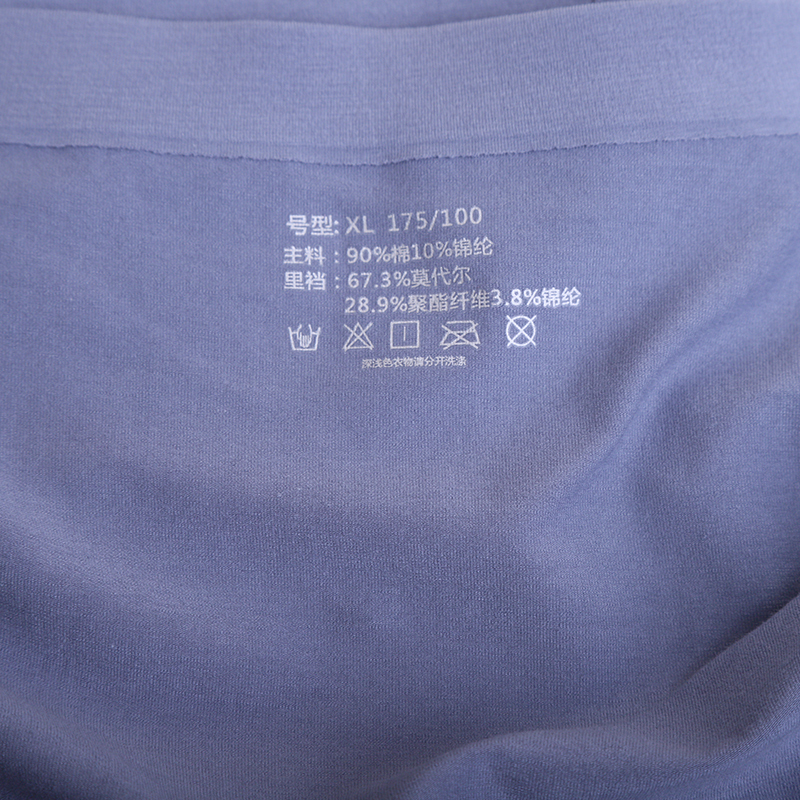 号型: XL 175/100
主料：90%棉10%锦纶
里裆：67.3%莫代尔
28.9%聚酯纤维3.8%锦纶
深浅色衣物请分开洗涤